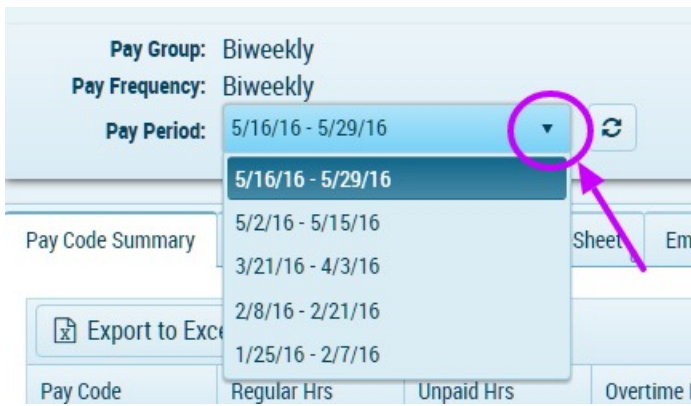 Pay Group: Biweekly
Pay Frequency: Biweekly
Pay Period: 5/16/16 - 5/29/16
5/16/16 - 5/29/16
5/2/16 - 5/15/16
3/21/16 - 4/3/16
2/8/16 - 2/21/16
1/25/16 - 2/7/16
Pay Code Summary Sheet Em
Export to Exce
Pay Code Regular Hrs Unpaid Hrs Overtime